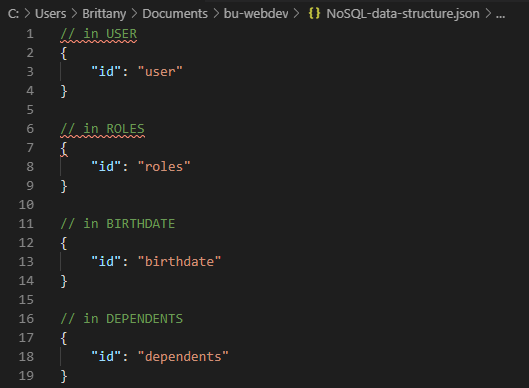 C: > Users > Brittany > Documents > bu-webdev > {} NoSQL-data-structure.json > ...
1 // in USER
2 {
3     "id": "user"
4 }
5
6 // in ROLES
7 {
8     "id": "roles"
9 }
10
11 // in BIRTHDATE
12 {
13     "id": "birthdate"
14 }
15
16 // in DEPENDENTS
17 {
18     "id": "dependents"
19 }